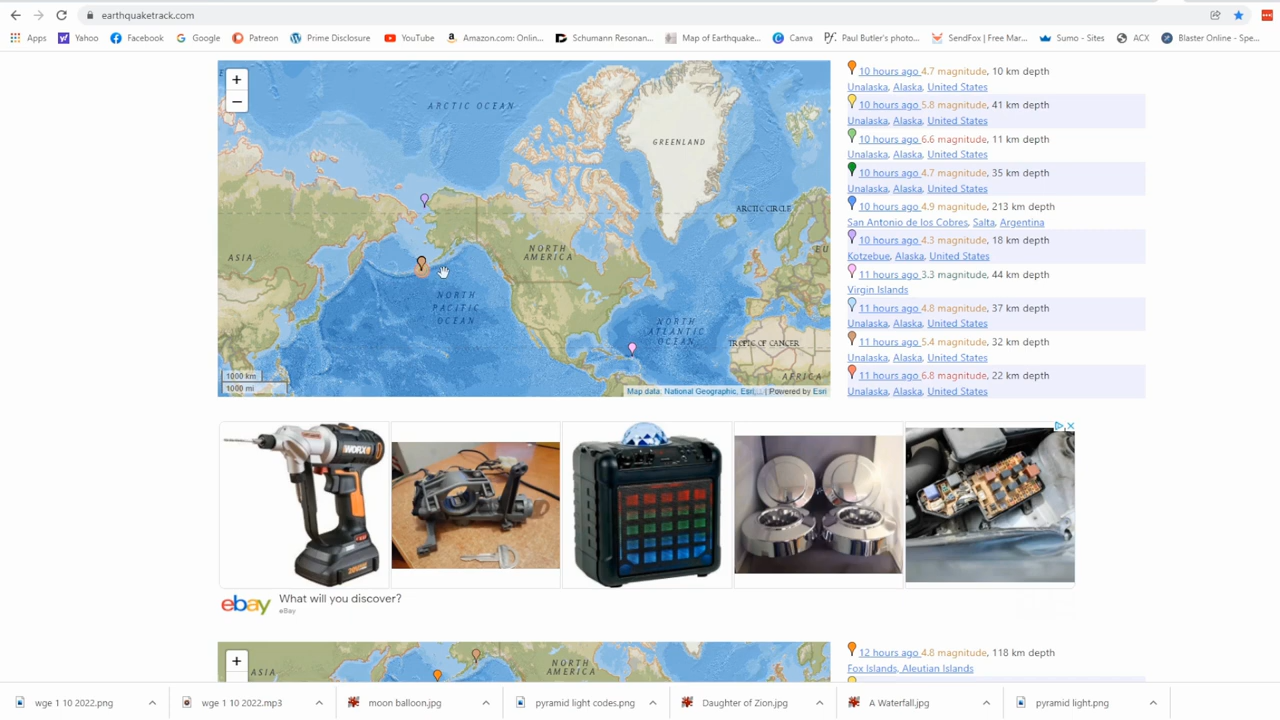 earthquaketrack.com
Apps Yahoo Facebook Google Patreon Prime Disclosure YouTube Amazon.com: Onlin... Schumann Resonan... Map of Earthquake... Canva Paul Butler's photo... SendFox | Free Mar... Sumo - Sites ACX Blaster Online - Spe...
+
−
ARCTIC OCEAN
GREENLAND
ARCTIC CIRCLE
ASIA
NORTH
AMERICA
EU
NORTH
PACIFIC
OCEAN
NORTH
ATLANTIC
OCEAN
TROPIC OF CANCER
AFRICA
1000 km
1000 mi
Map data: National Geographic, Esri,... | Powered by Esri
10 hours ago 4.7 magnitude, 10 km depth
Unalaska, Alaska, United States
10 hours ago 5.8 magnitude, 41 km depth
Unalaska, Alaska, United States
10 hours ago 6.6 magnitude, 11 km depth
Unalaska, Alaska, United States
10 hours ago 4.7 magnitude, 35 km depth
Unalaska, Alaska, United States
10 hours ago 4.9 magnitude, 213 km depth
San Antonio de los Cobres, Salta, Argentina
10 hours ago 4.3 magnitude, 18 km depth
Kotzebue, Alaska, United States
11 hours ago 3.3 magnitude, 44 km depth
Virgin Islands
11 hours ago 4.8 magnitude, 37 km depth
Unalaska, Alaska, United States
11 hours ago 5.4 magnitude, 32 km depth
Unalaska, Alaska, United States
11 hours ago 6.8 magnitude, 22 km depth
Unalaska, Alaska, United States
WORX
ebay
What will you discover?
eBay
+
ASIA
NORTH
AMERICA
12 hours ago 4.8 magnitude, 118 km depth
Fox Islands, Aleutian Islands
wge 1 10 2022.png
wge 1 10 2022.mp3
moon balloon.jpg
pyramid light codes.png
Daughter of Zion.jpg
A Waterfall.jpg
pyramid light.png